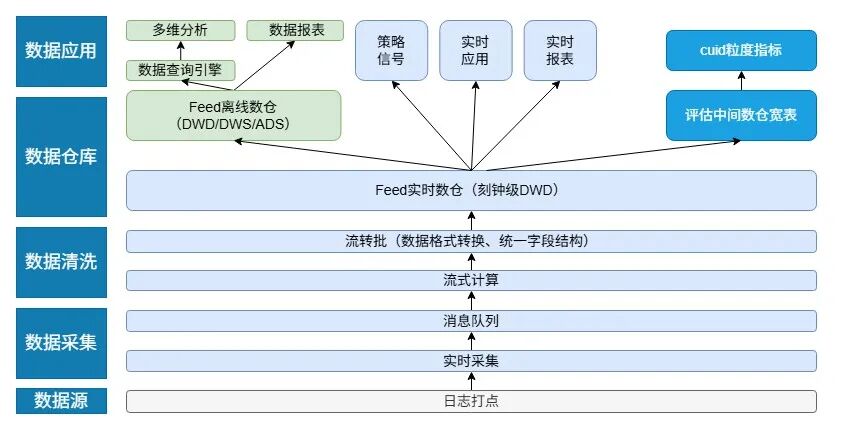 数据应用
多维分析
数据报表
数据查询引擎
策略
信号
实时
应用
实时
报表
cuid粒度指标
数据仓库
Feed离线数仓
（DWD/DWS/ADS）
评估中间数仓宽表
Feed实时数仓（刻钟级DWD）
数据清洗
流转批（数据格式转换、统一字段结构）
流式计算
数据采集
消息队列
实时采集
数据源
日志打点